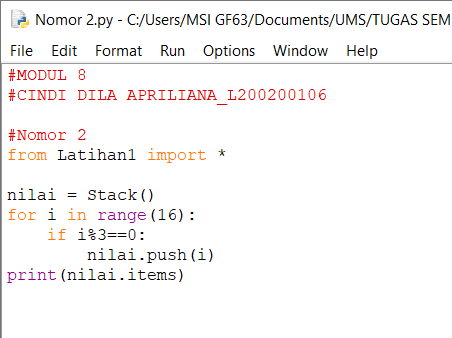 Nomor 2.py - C:/Users/MSI GF63/Documents/UMS/TUGAS SEM
File Edit Format Run Options Window Help
#MODUL 8
#CINDI DILA APRILIANA_L200200106
#Nomor 2
from Latihan1 import *
nilai = Stack()
for i in range(16):
    if i%3==0:
        nilai.push(i)
print(nilai.items)